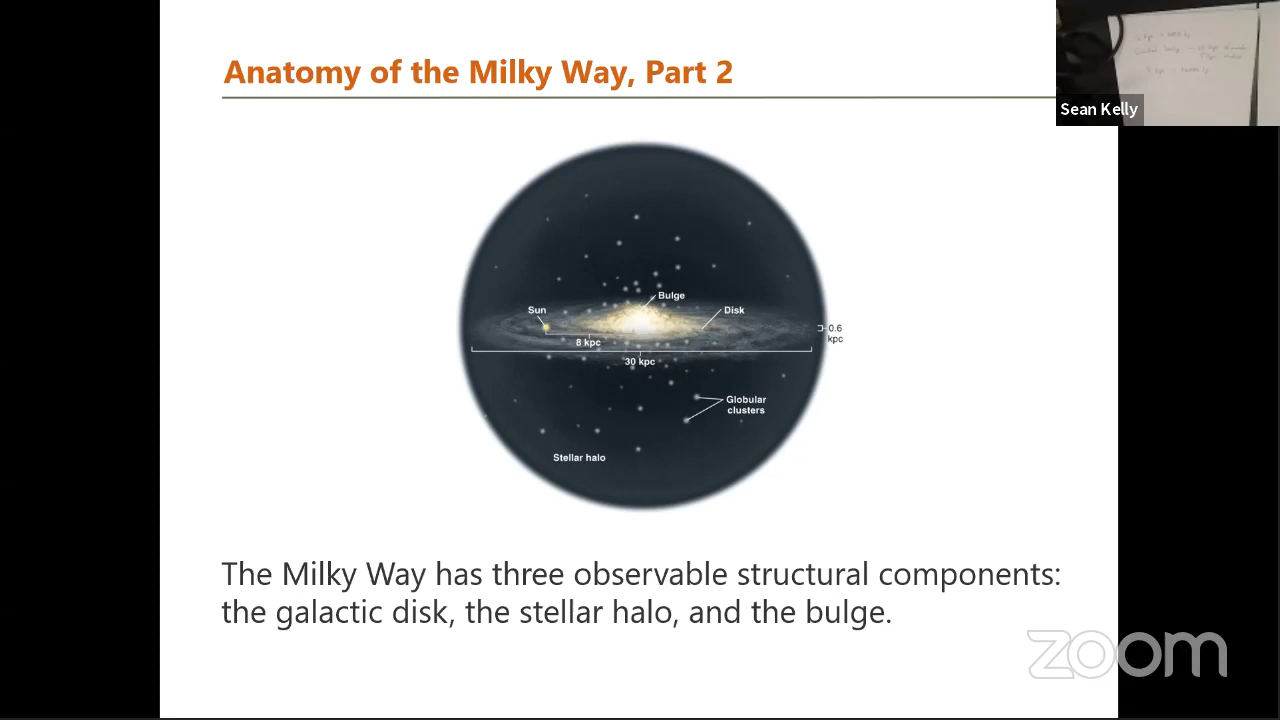 Anatomy of the Milky Way, Part 2
Sean Kelly
Bulge
Sun
Disk
0.6
kpc
8 kpc
30 kpc
Globular
clusters
Stellar halo
The Milky Way has three observable structural components:
the galactic disk, the stellar halo, and the bulge.
zoom